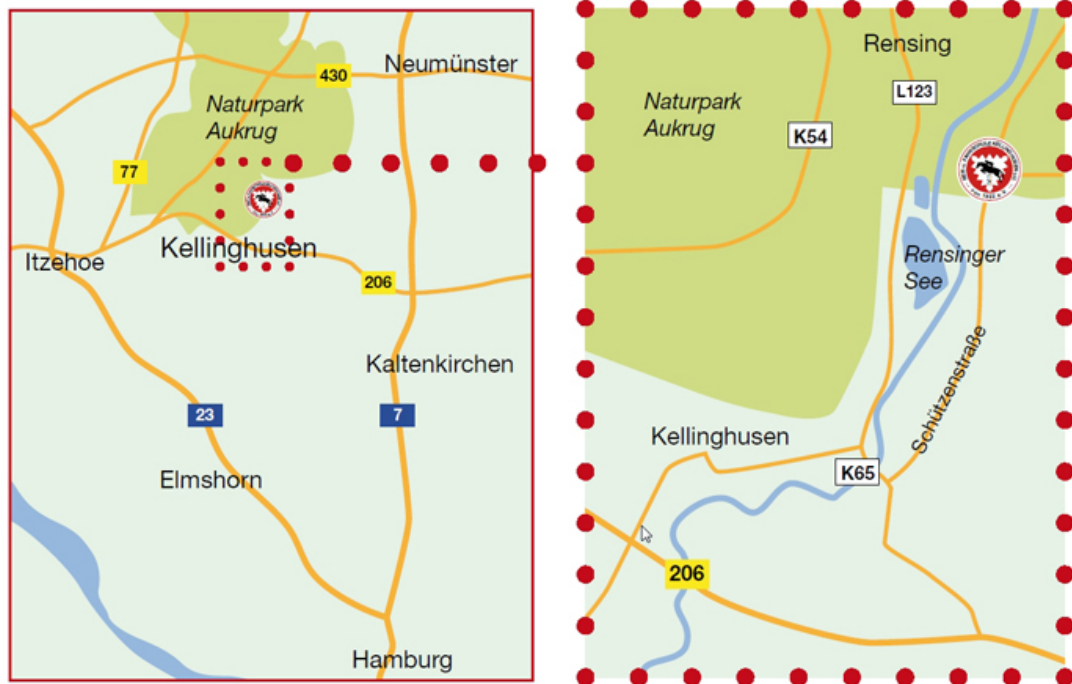 Neumünster
430
Naturpark
Aukrug
77
Kellinghusen
Itzehoe
206
Kaltenkirchen
23
7
Elmshorn
Hamburg
Rensing
L123
Naturpark
Aukrug
K54
Rensinger
See
Schützenstraße
Kellinghusen
K65
206